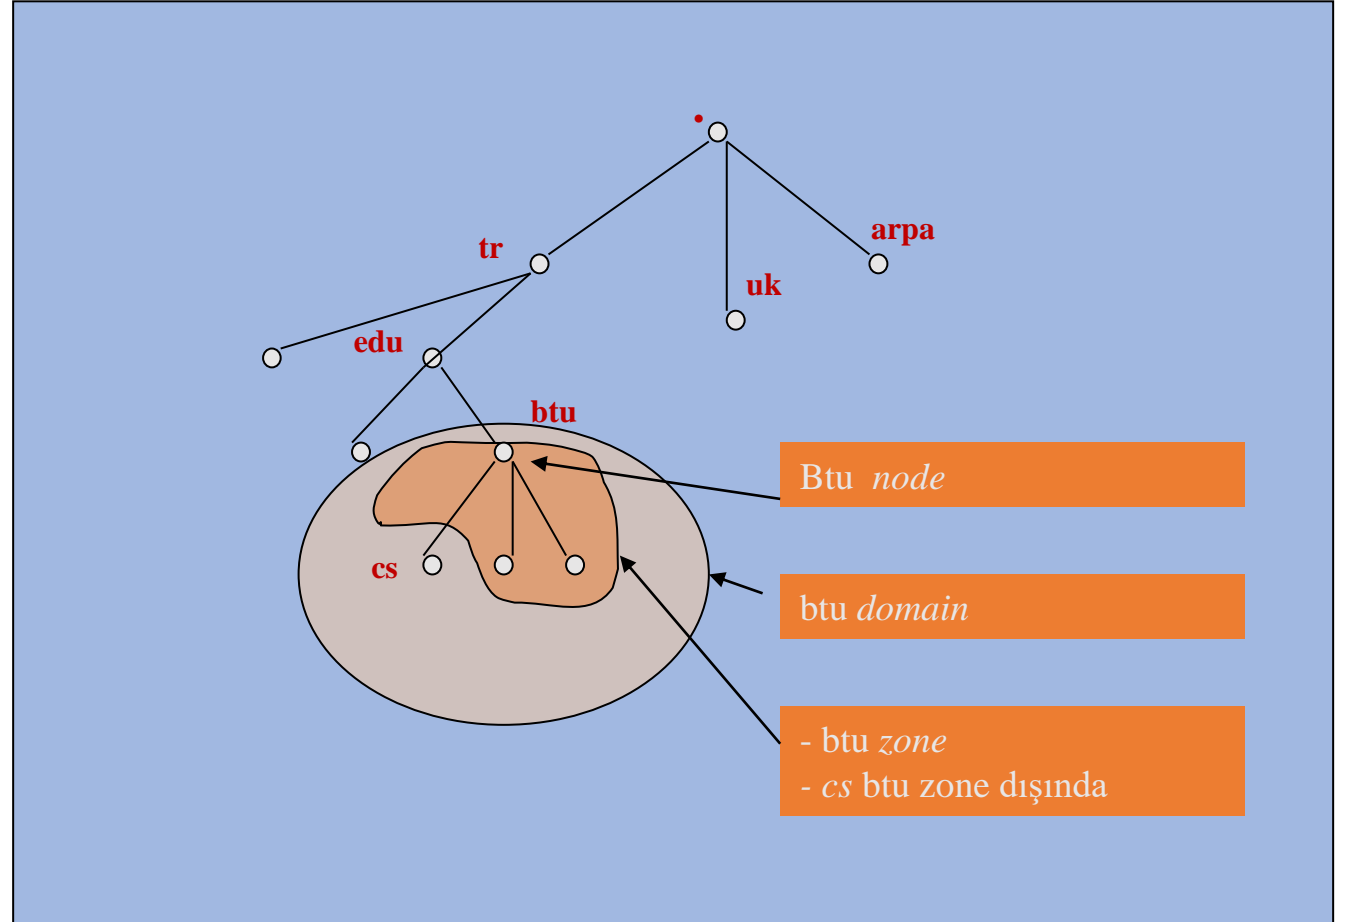 .
arpa
tr
uk
edu
btu
Btu node
cs
btu domain
- btu zone
- cs btu zone dışında